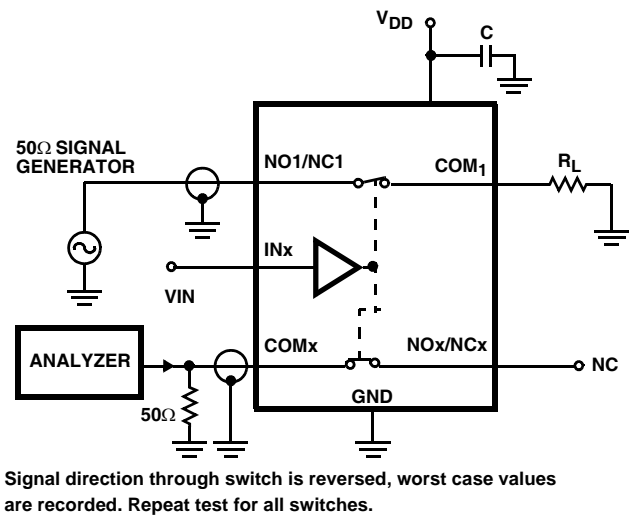 VDD
C
50Ω SIGNAL
GENERATOR
NO1/NC1
COM1
RL
INx
VIN
COMx
NOx/NCx
ANALYZER
NC
GND
50Ω
Signal direction through switch is reversed, worst case values
are recorded. Repeat test for all switches.